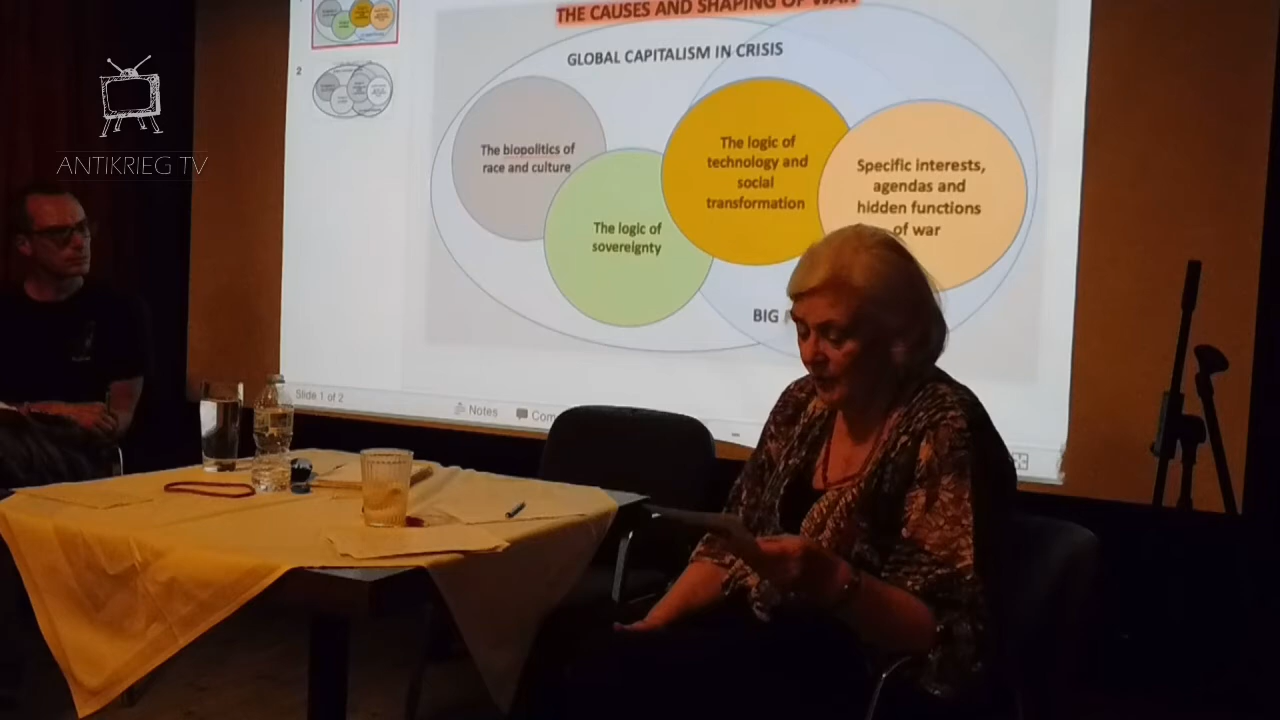 THE CAUSES AND SHAPING OF WAR
GLOBAL CAPITALISM IN CRISIS
The biopolitics of
race and culture
The logic of
sovereignty
The logic of
technology and
social
transformation
Specific interests,
agendas and
hidden functions
of war
BIG
2
Slide 1 of 2
Notes
Com
ANTIKRIEG TV